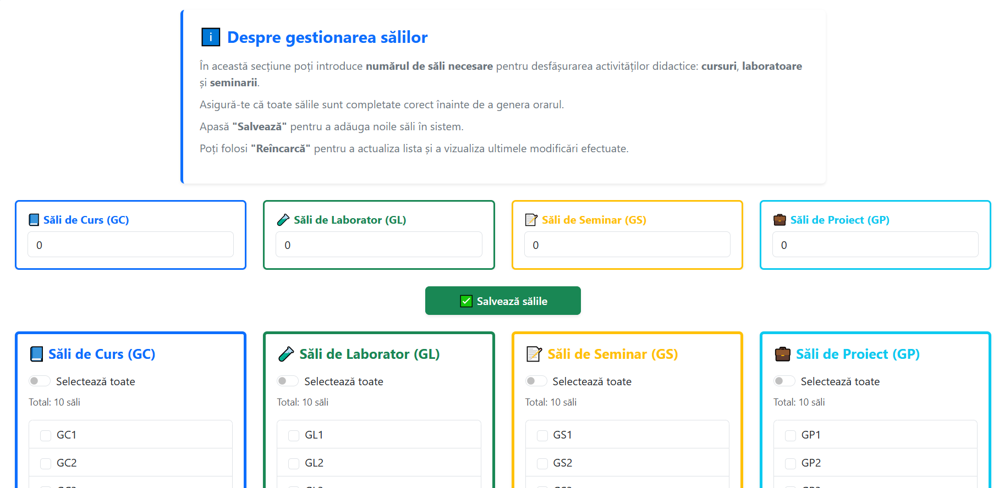 Despre gestionarea sălilor
În această secțiune poți introduce numărul de săli necesare pentru desfășurarea activităților didactice: cursuri, laboratoare
și seminarii.
Asigură-te că toate sălile sunt completate corect înainte de a genera orarul.
Apasă "Salvează" pentru a adăuga noile săli în sistem.
Poți folosi "Reîncarcă" pentru a actualiza lista și a vizualiza ultimele modificări efectuate.
Săli de Curs (GC)
0
Săli de Laborator (GL)
0
Săli de Seminar (GS)
0
Săli de Proiect (GP)
0
Salvează sălile
Săli de Curs (GC)
Selectează toate
Total: 10 săli
GC1
GC2
Săli de Laborator (GL)
Selectează toate
Total: 10 săli
GL1
GL2
Săli de Seminar (GS)
Selectează toate
Total: 10 săli
GS1
GS2
Săli de Proiect (GP)
Selectează toate
Total: 10 săli
GP1
GP2